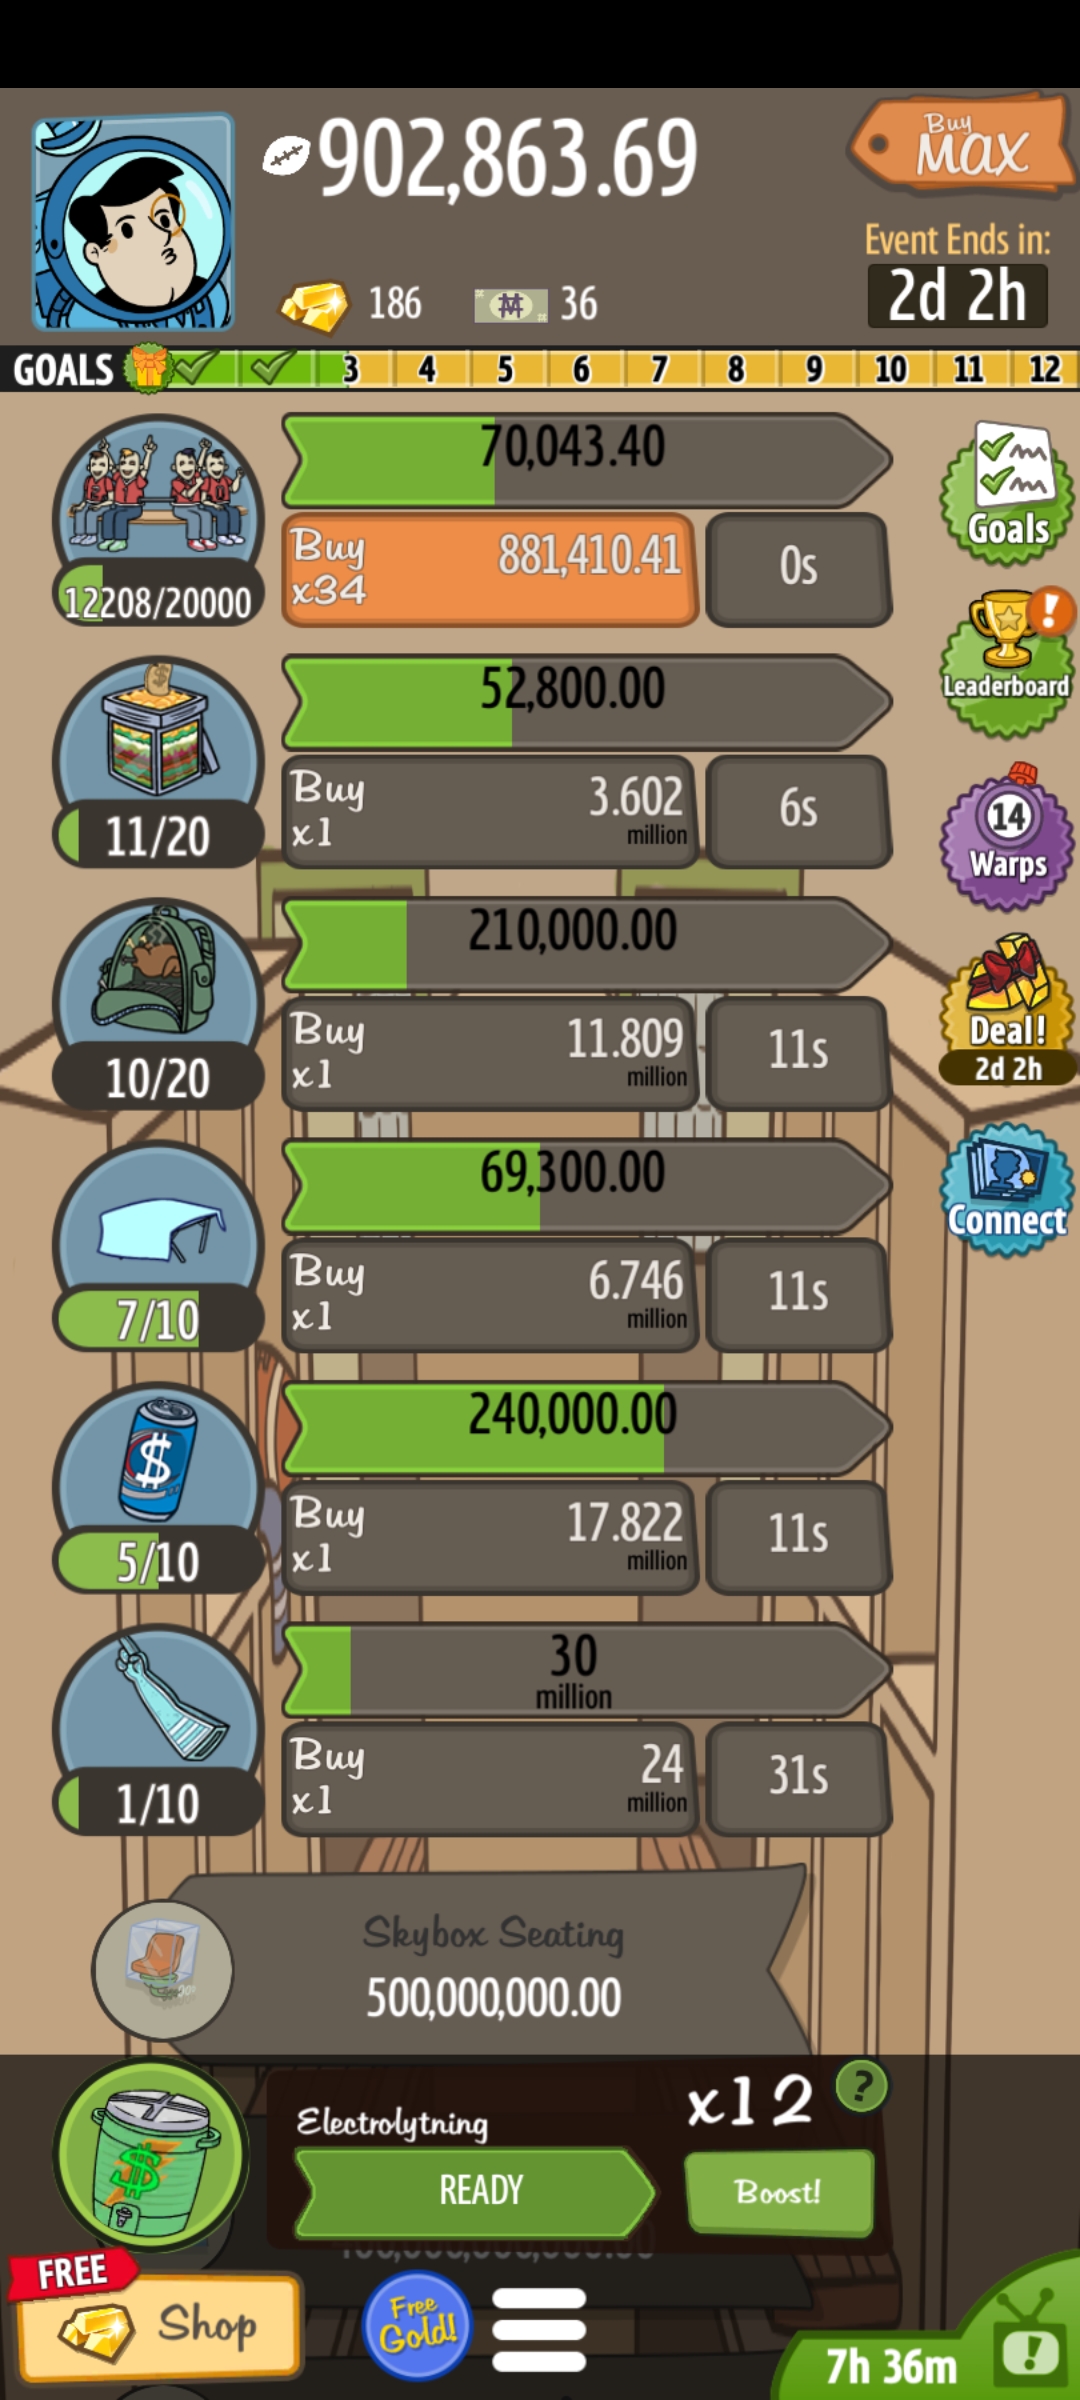 902,863.69
Buy
MAX
Event Ends in:
2d 2h
186
36
GOALS 3 4 5 6 7 8 9 10 11 12
70,043.40
Buy
x34
881,410.41
0s
12208/20000
Goals
52,800.00
Leaderboard
Buy
x1
3.602
million
6s
11/20
14
Warps
210,000.00
Buy
x1
11.809
million
11s
10/20
Deal!
2d 2h
69,300.00
Buy
x1
6.746
million
11s
7/10
Connect
240,000.00
Buy
x1
17.822
million
11s
5/10
30
million
Buy
x1
24
million
31s
1/10
Skybox Seating
500,000,000.00
Electrolytning
x12
?
READY
Boost!
FREE
Shop
Free
Gold!
7h 36m